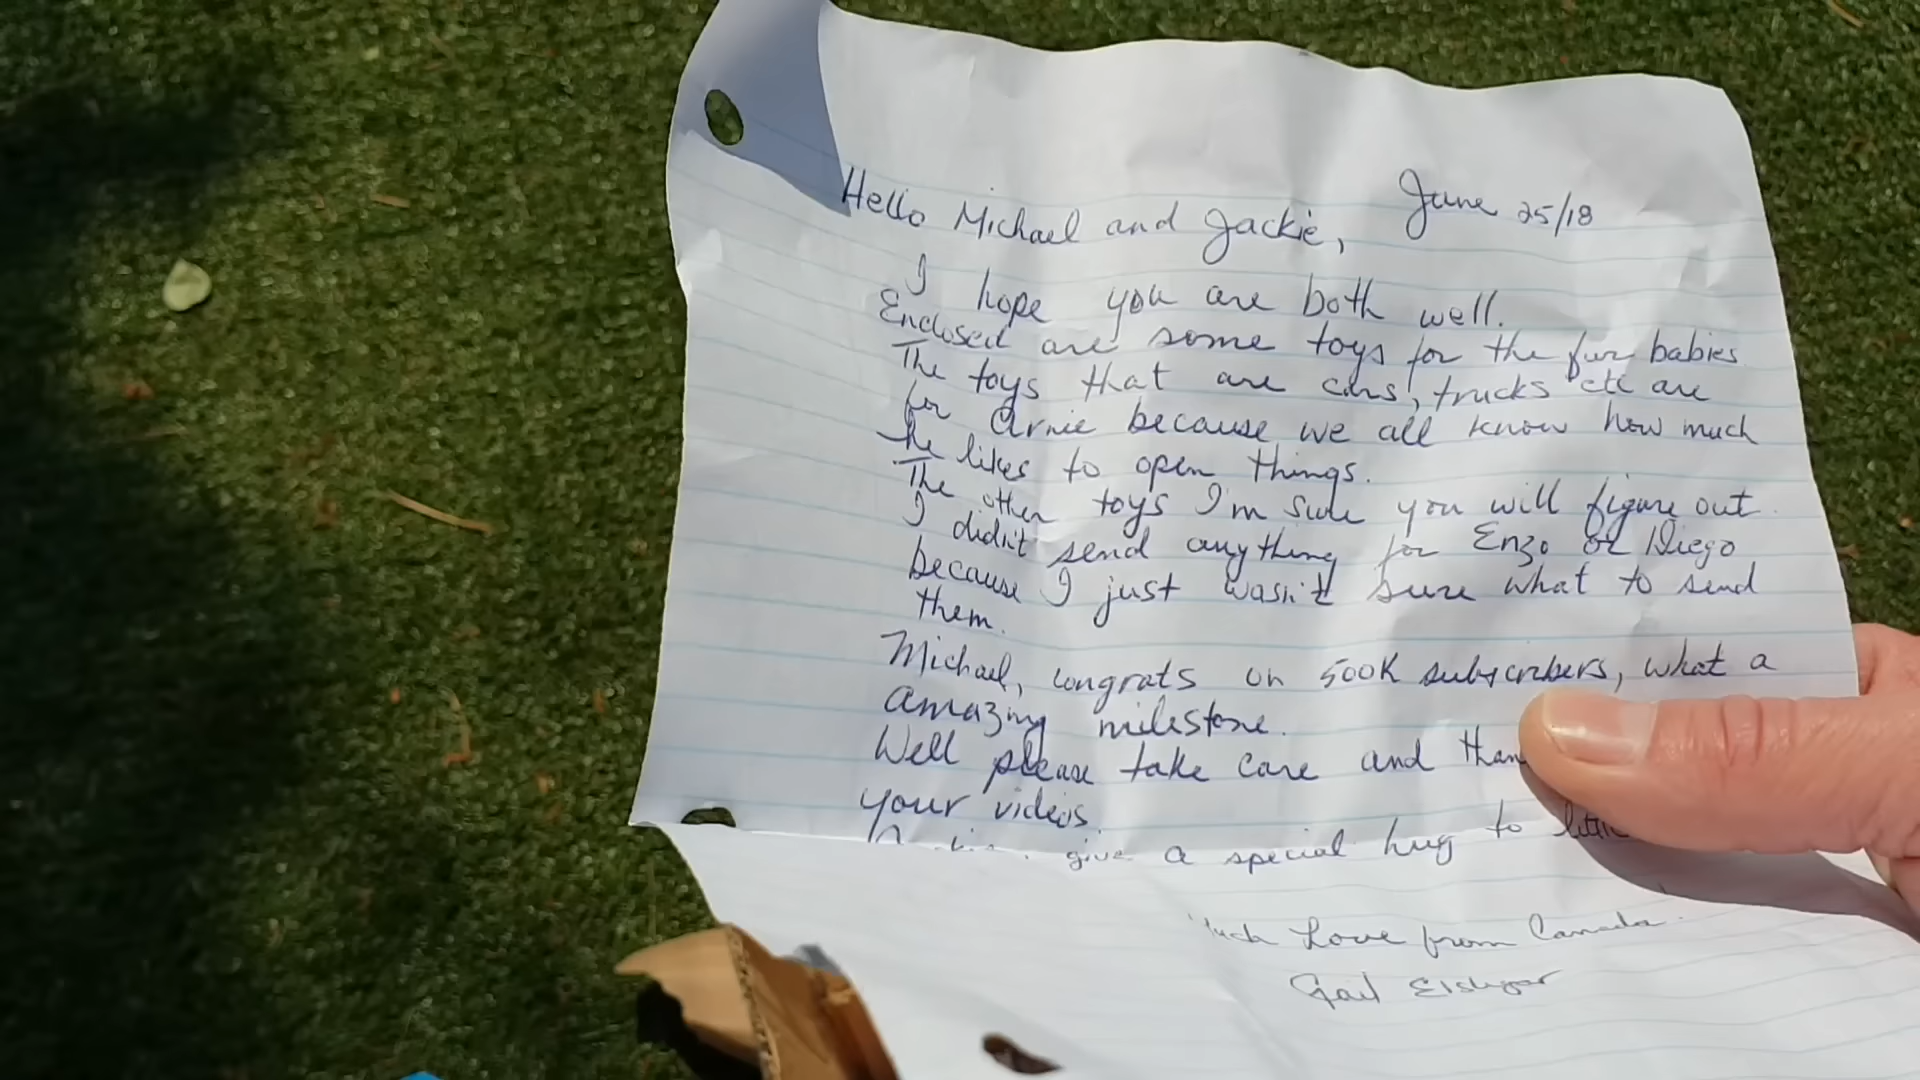 June 25/18
Hello Michael and Jackie,
I hope you are both well.
Enclosed are some toys for the fur babies
The toys that are cars, trucks etc are
for Arnie because we all know how much
he likes to open things.
The other toys I'm sure you will figure out.
I didn't send anything for Enzo or Diego
because I just wasn't sure what to send
them.
Michael, congrats on 500K subscribers, what a
amazing milestone.
Well please take care and
your videos.
give a special hug to
Love from Canada.
Gail